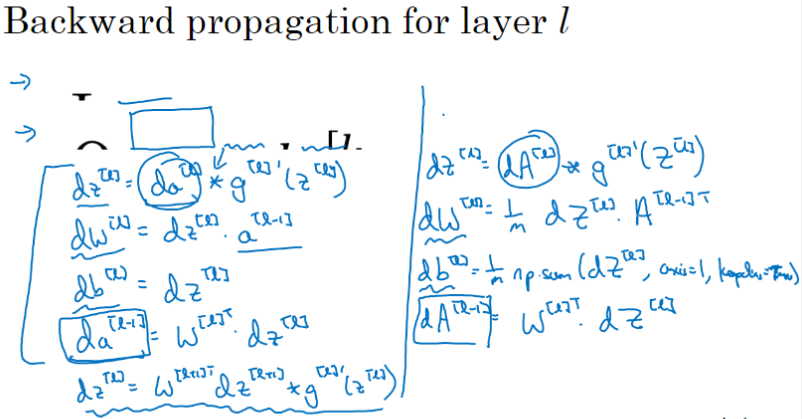 Backward propagation for layer l
→
→
dz^[l] = da^[l] * g^[l]'(z^[l])
dW^[l] = dz^[l] · a^[l-1]
db^[l] = dz^[l]
da^[l-1] = W^[l]T · dz^[l]
dz^[l] = W^[l+1]T dz^[l+1] * g^[l]'(z^[l])
dZ^[l] = dA^[l] * g^[l]'(Z^[l])
dW^[l] = 1/m dZ^[l] · A^[l-1]T
db^[l] = 1/m np.sum(dZ^[l], axis=1, keepdims=True)
dA^[l-1] = W^[l]T · dZ^[l]